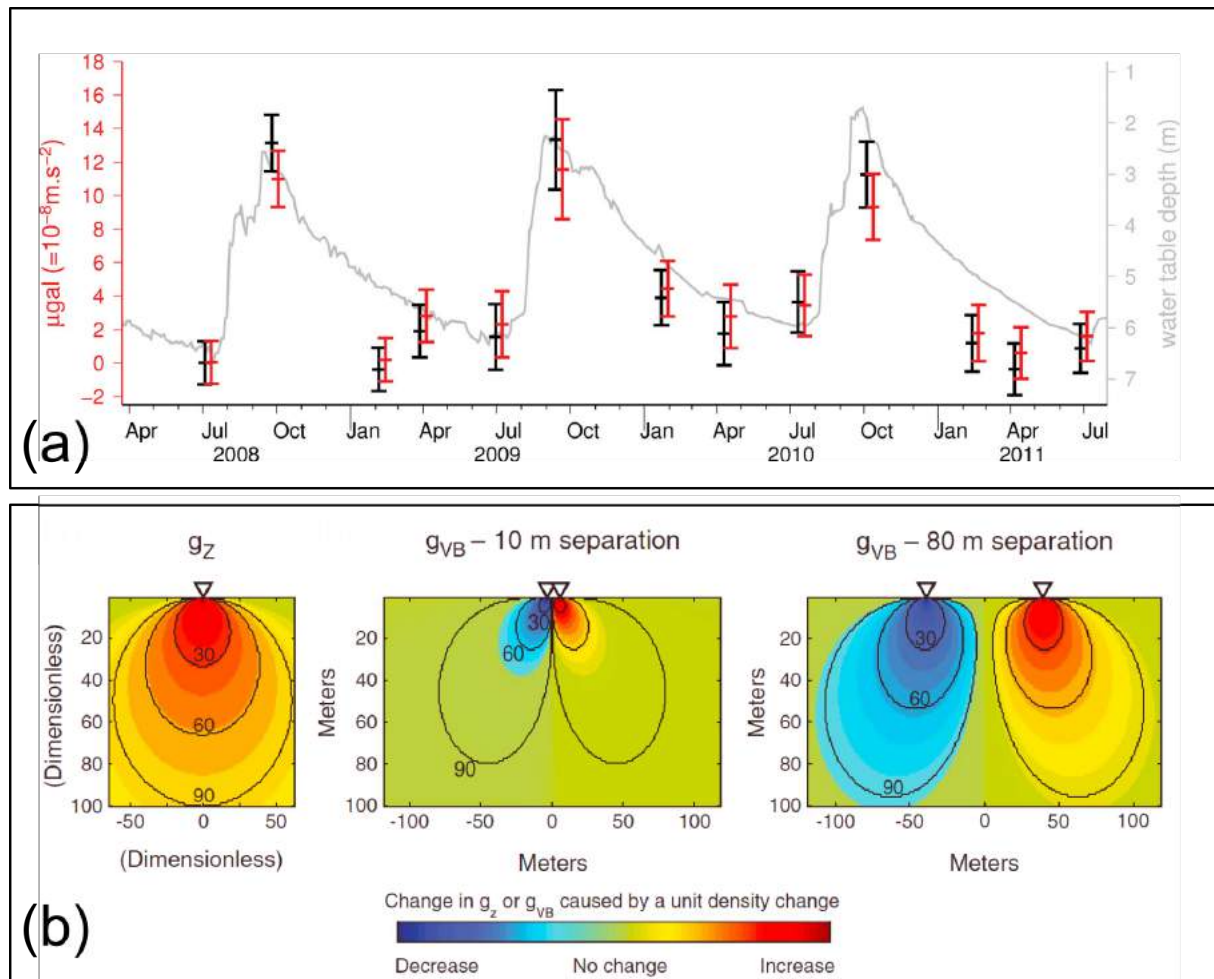 18
16
14
12
10
8
6
4
2
0
−2
µgal (=10⁻⁸m.s⁻²)
1
2
3
4
5
6
7
water table depth (m)
Apr Jul Oct Jan Apr Jul Oct Jan Apr Jul Oct Jan Apr Jul
2008 2009 2010 2011
(a)
gZ gVB – 10 m separation gVB – 80 m separation
(Dimensionless)
20
40
60
80
100
30
60
90
-50 0 50
(Dimensionless)
Meters
20
40
60
80
100
30
60
90
-100 -50 0 50 100
Meters
Meters
20
40
60
80
100
30
60
90
-100 -50 0 50 100
Meters
Change in gz or gVB caused by a unit density change
Decrease No change Increase
(b)